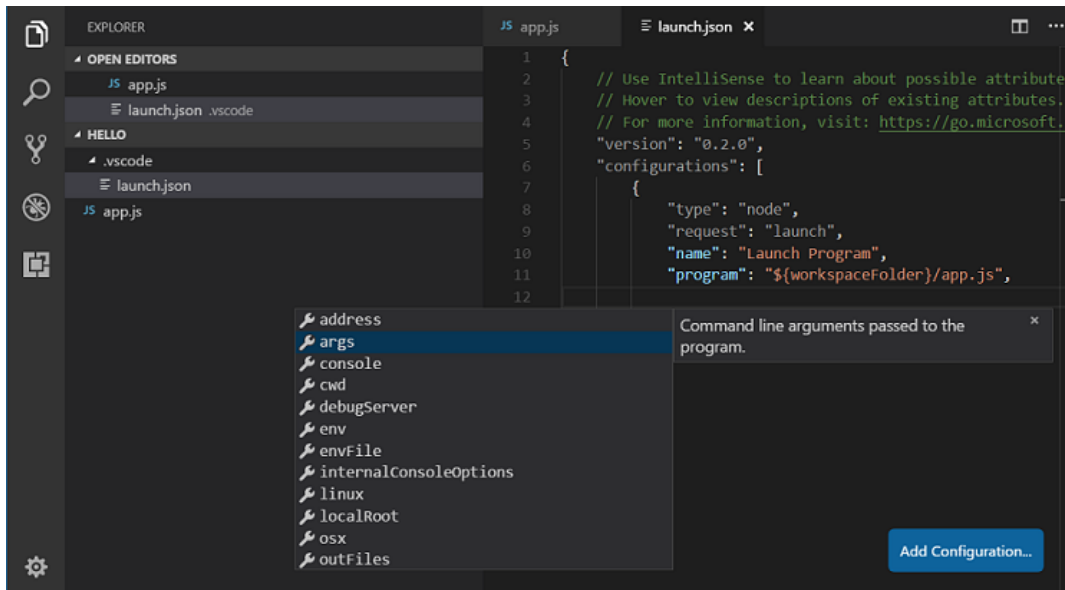 EXPLORER
OPEN EDITORS
JS app.js
launch.json .vscode
HELLO
.vscode
launch.json
JS app.js
JS app.js
launch.json ×
1 {
2 // Use IntelliSense to learn about possible attribute
3 // Hover to view descriptions of existing attributes.
4 // For more information, visit: https://go.microsoft.
5 "version": "0.2.0",
6 "configurations": [
7 {
8 "type": "node",
9 "request": "launch",
10 "name": "Launch Program",
11 "program": "${workspaceFolder}/app.js",
12
address
args
console
cwd
debugServer
env
envFile
internalConsoleOptions
linux
localRoot
osx
outFiles
Command line arguments passed to the ×
program.
Add Configuration...